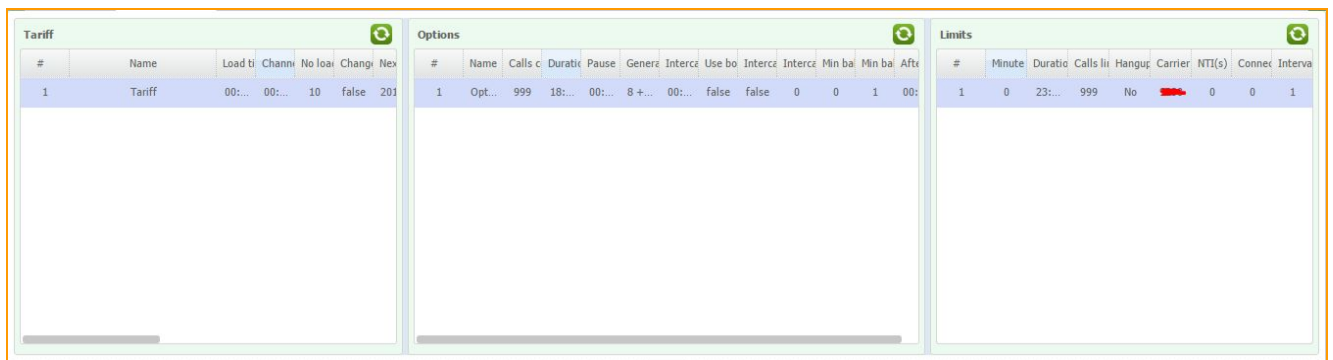 Tariff
# Name Load ti Channe No loa Change Nex
1 Tariff 00:... 00:... 10 false 201
Options
# Name Calls c Duratio Pause Genera Interca Use bo Interca Interca Min ba Min ba Afte
1 Opt... 999 18:... 00:... 8 +... 00:... false false 0 0 1 00:
Limits
# Minute Duratio Calls li Hangup Carrier NTI(s) Connec Interva
1 0 23:... 999 No 0 0 1